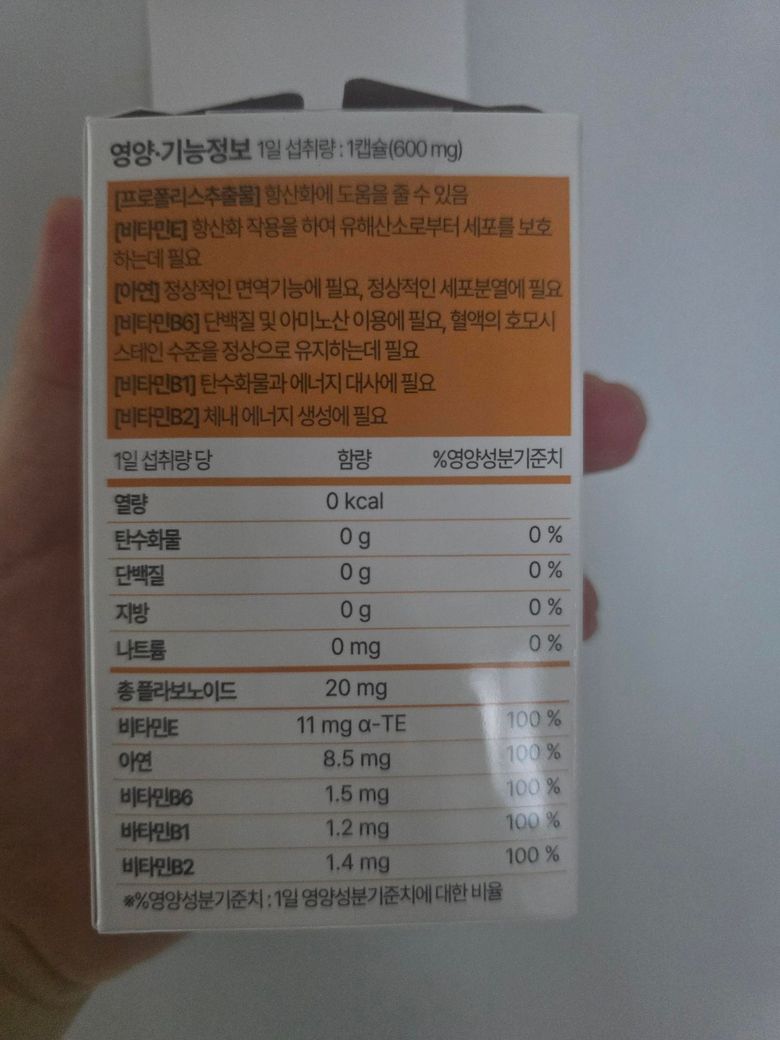 영양·기능정보 1일 섭취량 : 1캡슐(600 mg)
[프로폴리스추출물] 항산화에 도움을 줄 수 있음
[비타민E] 항산화 작용을 하여 유해산소로부터 세포를 보호
하는데 필요
[아연] 정상적인 면역기능에 필요, 정상적인 세포분열에 필요
[비타민B6] 단백질 및 아미노산 이용에 필요, 혈액의 호모시
스테인 수준을 정상으로 유지하는데 필요
[비타민B1] 탄수화물과 에너지 대사에 필요
[비타민B2] 체내 에너지 생성에 필요
1일 섭취량 당 함량 %영양성분기준치
열량 0 kcal
탄수화물 0 g 0 %
단백질 0 g 0 %
지방 0 g 0 %
나트륨 0 mg 0 %
총 플라보노이드 20 mg
비타민E 11 mg α-TE 100 %
아연 8.5 mg 100 %
비타민B6 1.5 mg 100 %
비타민B1 1.2 mg 100 %
비타민B2 1.4 mg 100 %
※%영양성분기준치 : 1일 영양성분기준치에 대한 비율